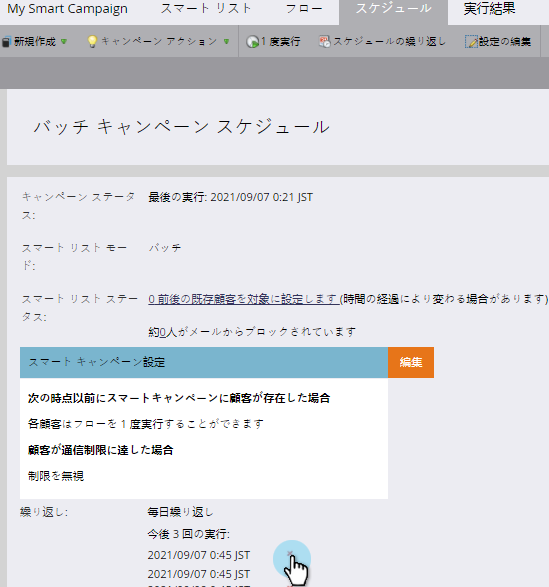 My Smart Campaign スマート リスト フロー スケジュール 実行結果
新規作成 キャンペーン アクション 1 度実行 スケジュールの繰り返し 設定の編集
バッチ キャンペーン スケジュール
キャンペーン ステータ 最後の実行: 2021/09/07 0:21 JST
ス:
スマート リスト モー バッチ
ド:
スマート リスト ステー 0 前後の既存顧客を対象に設定します (時間の経過により変わる場合があります)
タス:
約0人がメールからブロックされています
スマート キャンペーン設定 編集
次の時点以前にスマートキャンペーンに顧客が存在した場合
各顧客はフローを 1 度実行することができます
顧客が通信制限に達した場合
制限を無視
繰り返し: 毎日繰り返し
今後 3 回の実行:
2021/09/07 0:45 JST
2021/09/07 0:45 JST